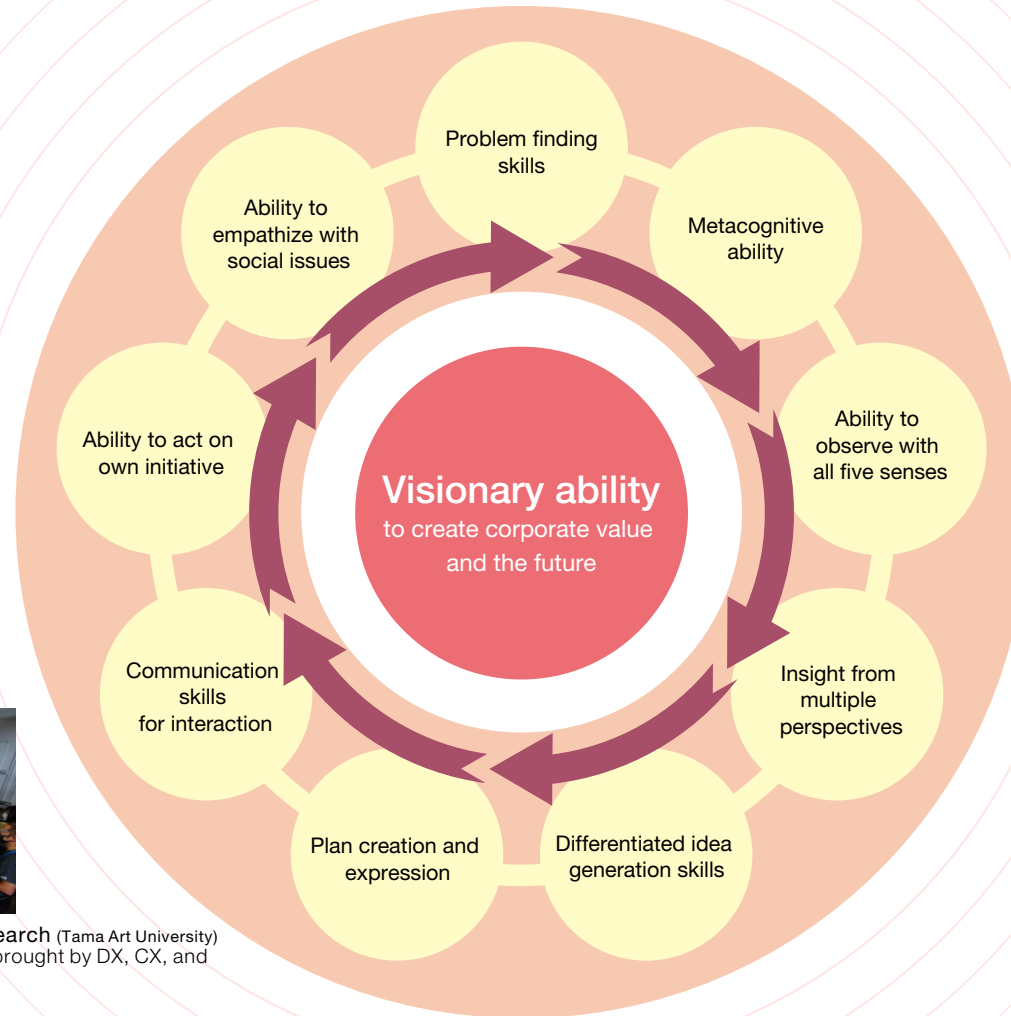 Problem finding
skills
Metacognitive
ability
Ability to
observe with
all five senses
Insight from
multiple
perspectives
Differentiated idea
generation skills
Plan creation and
expression
Communication
skills
for interaction
Ability to act on
own initiative
Ability to
empathize with
social issues
Visionary ability
to create corporate value
and the future
earch (Tama Art University)
brought by DX, CX, and